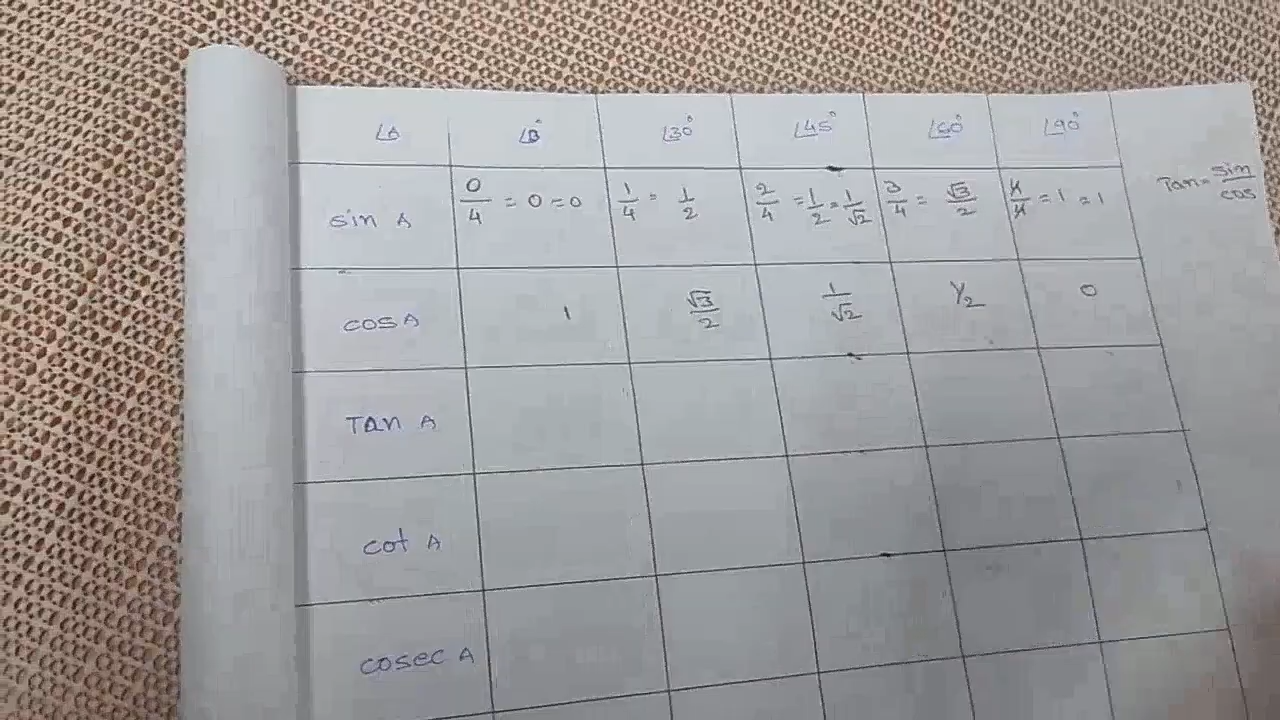 ∠A ∠0° ∠30° ∠45° ∠60° ∠90°
sin A 0/4 = 0 = 0 1/4 = 1/2 2/4 = 1/2 = 1/√2 3/4 = √3/2 4/4 = 1 = 1
Tan = sin/cos
COS A 1 √3/2 1/√2 1/2 0
Tan A
cot A
cosec A